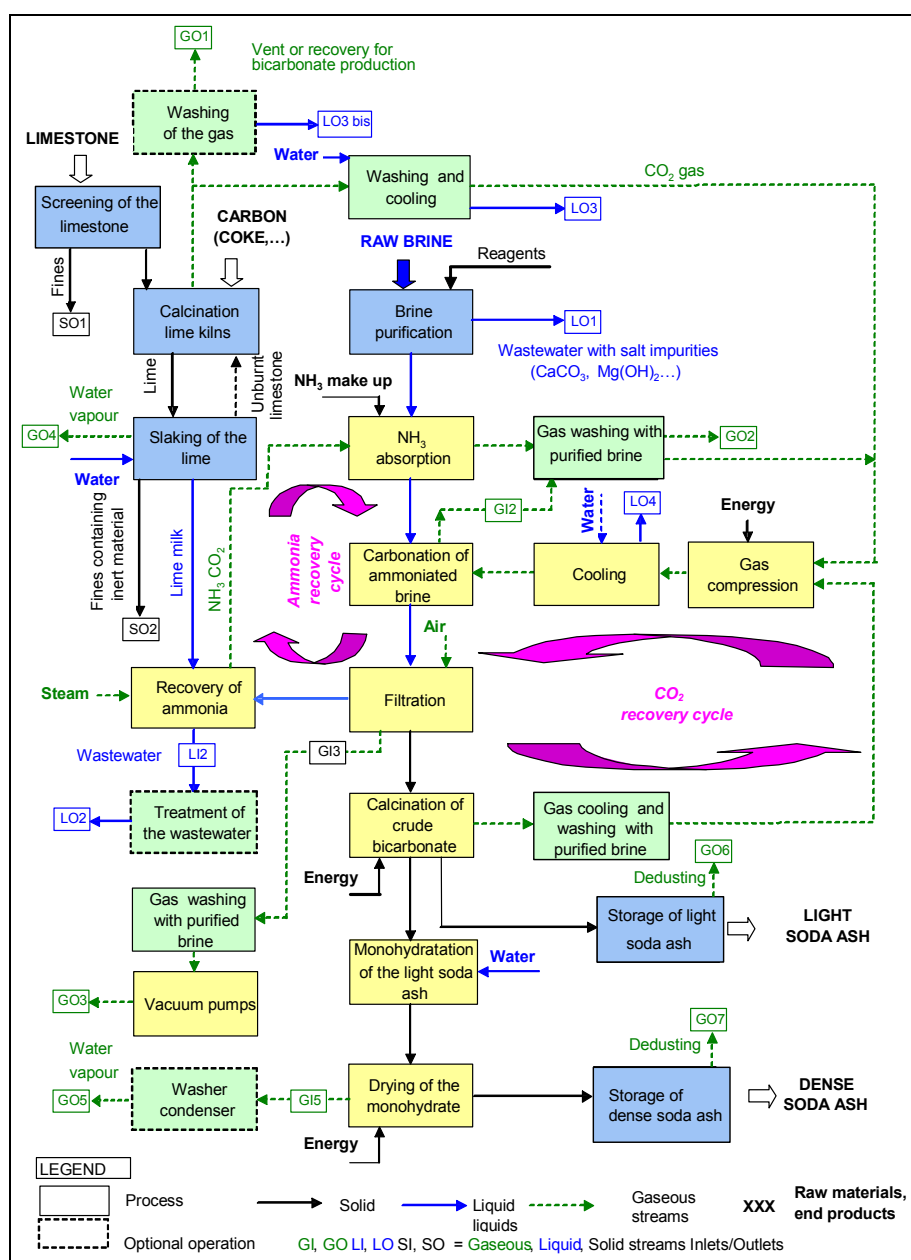 GO1
Vent or recovery for
bicarbonate production
Washing
of the gas
LO3 bis
LIMESTONE
Water
Washing and
cooling
CO2 gas
Screening of the
limestone
CARBON
(COKE,...)
LO3
RAW BRINE
Reagents
Fines
SO1
Calcination
lime kilns
Brine
purification
LO1
Wastewater with salt impurities
(CaCO3, Mg(OH)2...)
Lime
Unburnt
limestone
NH3 make up
Water
vapour
GO4
Slaking of the
lime
Water
NH3
absorption
Gas washing with
purified brine
GO2
GI2
Water
LO4
Energy
Fines containing
inert material
Lime milk
NH3 CO2
Ammonia
recovery
cycle
Carbonation of
ammoniated
brine
Cooling
Gas
compression
SO2
Air
Steam
Recovery of
ammonia
Filtration
CO2
recovery cycle
Wastewater
LI2
GI3
LO2
Treatment of
the wastewater
Calcination of
crude
bicarbonate
Gas cooling and
washing with
purified brine
Energy
GO6
Dedusting
Gas washing
with purified
brine
Storage of light
soda ash
LIGHT
SODA ASH
Monohydratation
of the light soda
ash
Water
GO3
Vacuum pumps
GO7
Dedusting
Water
vapour
GO5
Washer
condenser
GI5
Drying of the
monohydrate
Storage of
dense soda ash
DENSE
SODA ASH
Energy
LEGEND
Process
Solid
Liquid
liquids
Gaseous
streams
XXX
Raw materials,
end products
Optional operation
GI, GO LI, LO SI, SO = Gaseous, Liquid, Solid streams Inlets/Outlets